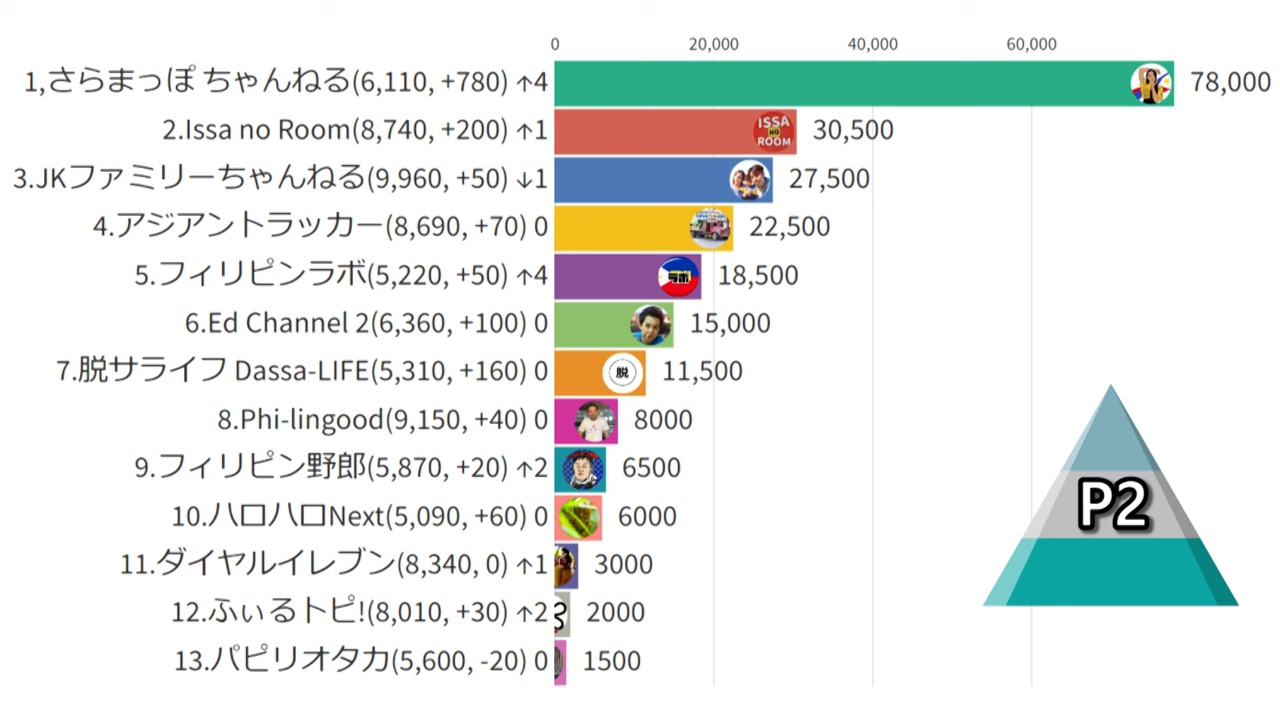 0 20,000 40,000 60,000
1,さらまっぽ ちゃんねる(6,110, +780) ↑4 78,000
2.Issa no Room(8,740, +200) ↑1 ISSA NO ROOM 30,500
3.JKファミリーちゃんねる(9,960, +50) ↓1 27,500
4.アジアントラッカー(8,690, +70) 0 22,500
5.フィリピンラボ(5,220, +50) ↑4 ラボ 18,500
6.Ed Channel 2(6,360, +100) 0 15,000
7.脱サライフ Dassa-LIFE(5,310, +160) 0 脱 11,500
8.Phi-lingood(9,150, +40) 0 8000
9.フィリピン野郎(5,870, +20) ↑2 6500
10.ハロハロNext(5,090, +60) 0 6000
11.ダイヤルイレブン(8,340, 0) ↑1 3000
12.ふぃるトピ!(8,010, +30) ↑2 2000
13.パピリオタカ(5,600, -20) 0 1500
P2